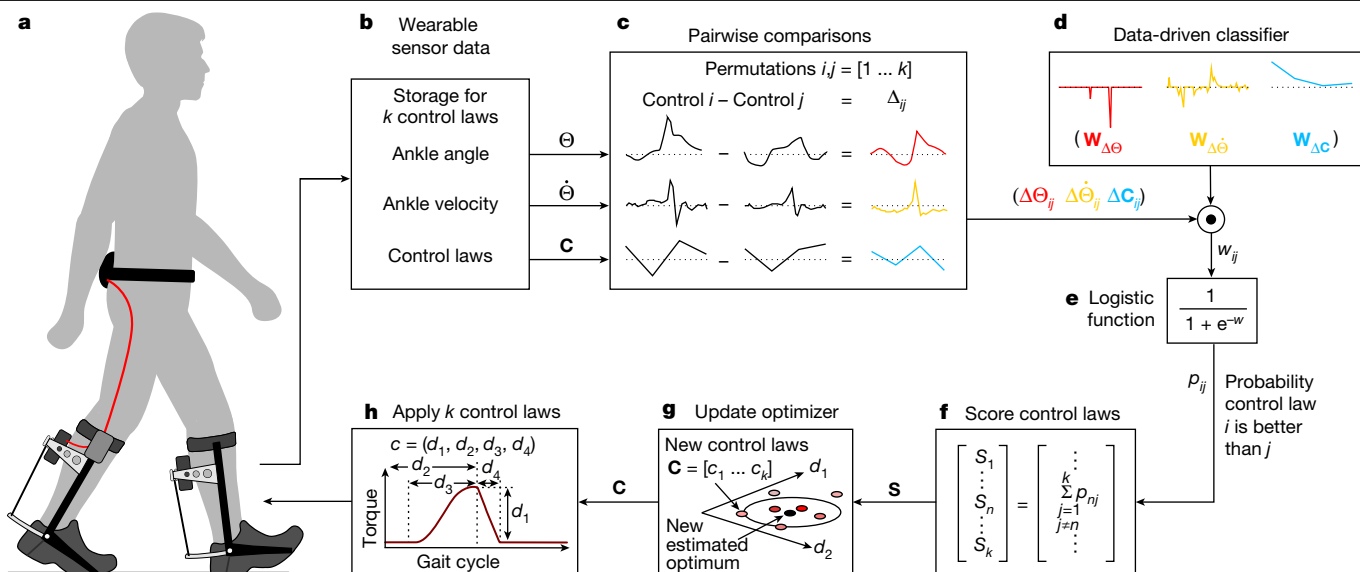 a
b Wearable
sensor data
Storage for
k control laws
Ankle angle
Ankle velocity
Control laws
Θ
Θ̇
C
c Pairwise comparisons
Permutations i,j = [1 ... k]
Control i – Control j = Δij
– =
– =
– =
d Data-driven classifier
(WΔΘ WΔΘ̇ WΔC)
(ΔΘij ΔΘ̇ij ΔCij)
wij
e Logistic
function
1
1 + e–w
pij
Probability
control law
i is better
than j
f Score control laws
S1
⋮
Sn
⋮
Sk
=
⋮
k
Σ pnj
j=1
j≠n
⋮
S
g Update optimizer
New control laws
C = [c1 ... ck]
d1
New
estimated
optimum
d2
C
h Apply k control laws
c = (d1, d2, d3, d4)
d2
d4
d3
d1
Torque
Gait cycle